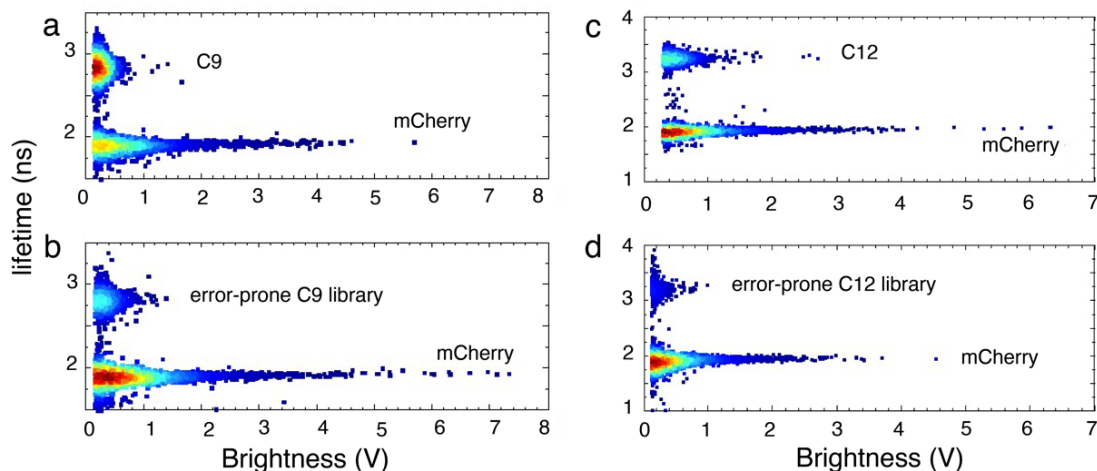 a
C9
mCherry
3
2
0 1 2 3 4 5 6 7 8
b
error-prone C9 library
mCherry
3
2
0 1 2 3 4 5 6 7 8
lifetime (ns)
Brightness (V)
c
C12
mCherry
4
3
2
1
0 1 2 3 4 5 6 7
d
error-prone C12 library
mCherry
4
3
2
1
0 1 2 3 4 5 6 7
Brightness (V)